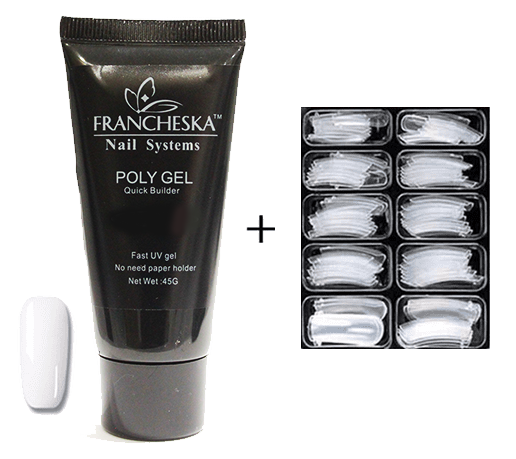 FRANCHESKA™
Nail Systems
POLY GEL
Quick Builder
Fast UV gel
No need paper holder
Net Wet :45G
+